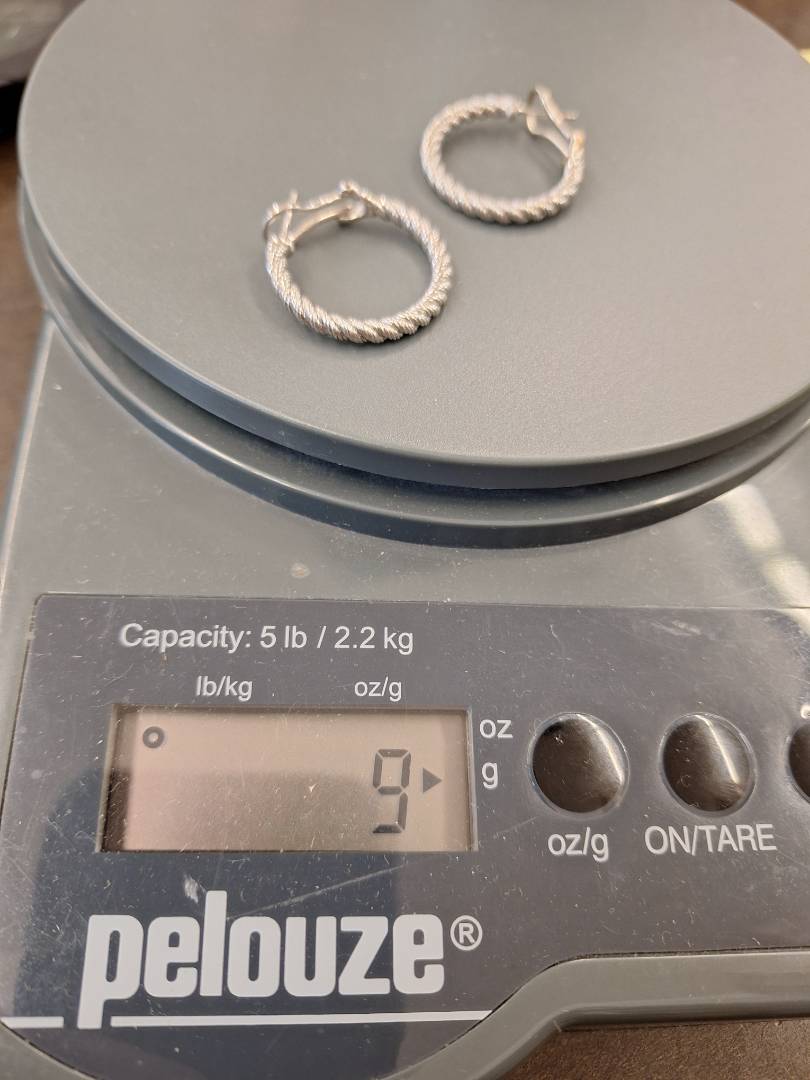 Capacity: 5 lb / 2.2 kg
lb/kg oz/g
9
oz
g
oz/g ON/TARE
pelouze®